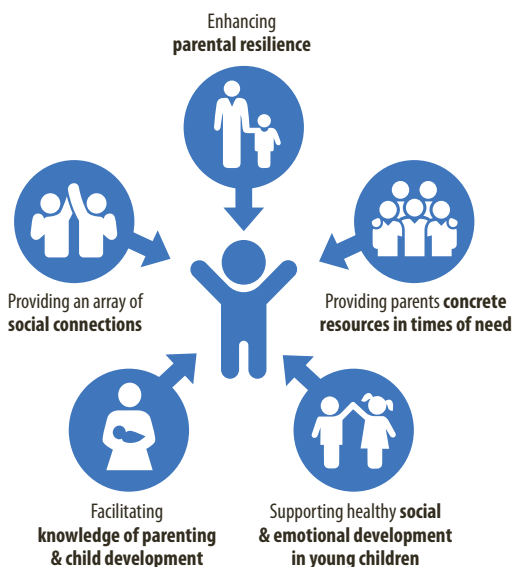 Enhancing
parental resilience
Providing an array of
social connections
Providing parents concrete
resources in times of need
Facilitating
knowledge of parenting
& child development
Supporting healthy social
& emotional development
in young children